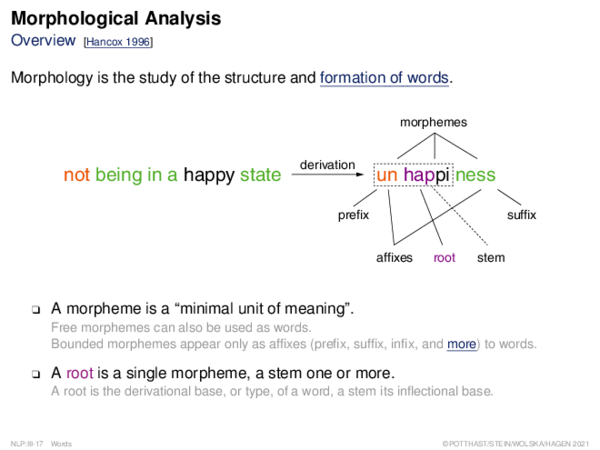 Morphological Analysis
Overview [Hancox 1996]
Morphology is the study of the structure and formation of words.
morphemes
not being in a happy state
derivation
un happi ness
prefix
suffix
affixes root stem
❑ A morpheme is a “minimal unit of meaning”.
Free morphemes can also be used as words.
Bounded morphemes appear only as affixes (prefix, suffix, infix, and more) to words.
❑ A root is a single morpheme, a stem one or more.
A root is the derivational base, or type, of a word, a stem its inflectional base.
NLP:III-17 Words
©POTTHAST/STEIN/WOLSKA/HAGEN 2021